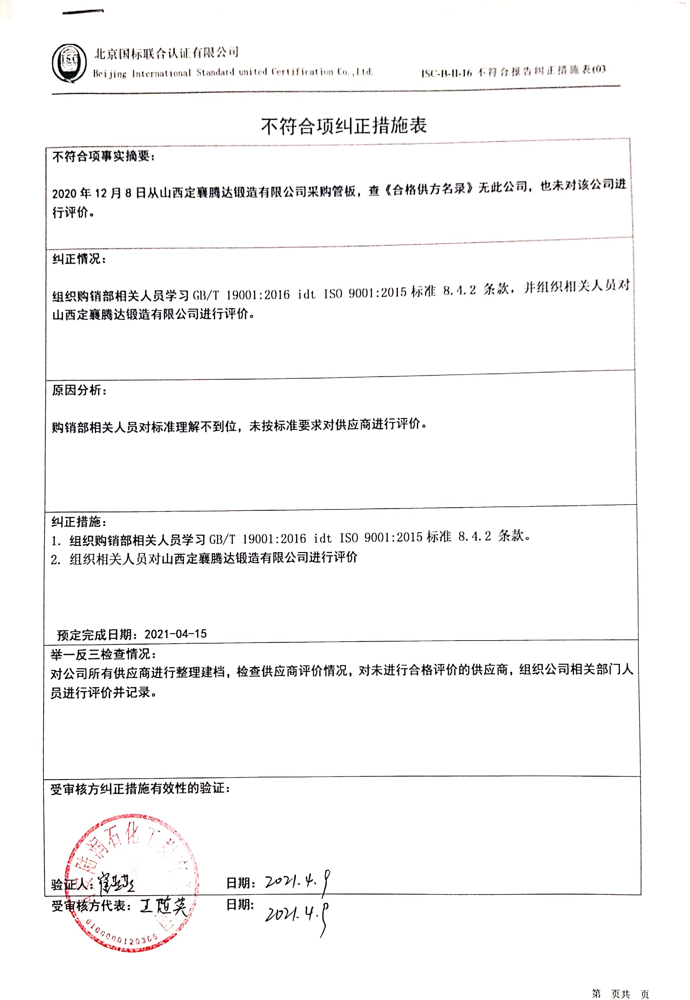 ISC
北京国标联合认证有限公司
Beijing International Standard united Certification Co.,Ltd.
ISC-B-II-16 不符合报告纠正措施表(03
不符合项纠正措施表
不符合项事实摘要:
2020 年 12 月 8 日从山西定襄腾达锻造有限公司采购管板，查《合格供方名录》无此公司，也未对该公司进
行评价。
纠正情况:
组织购销部相关人员学习 GB/T 19001:2016 idt ISO 9001:2015 标准 8.4.2 条款，并组织相关人员对
山西定襄腾达锻造有限公司进行评价。
原因分析:
购销部相关人员对标准理解不到位，未按标准要求对供应商进行评价。
纠正措施:
1. 组织购销部相关人员学习 GB/T 19001:2016 idt ISO 9001:2015 标准 8.4.2 条款。
2. 组织相关人员对山西定襄腾达锻造有限公司进行评价
预定完成日期: 2021-04-15
举一反三检查情况:
对公司所有供应商进行整理建档，检查供应商评价情况，对未进行合格评价的供应商，组织公司相关部门人
员进行评价并记录。
受审核方纠正措施有效性的验证:
陆润石化工程
验证人: 日期: 2021.4.9
受审核方代表: 王随英 日期: 2021.4.9
0100000120366
第 页共 页